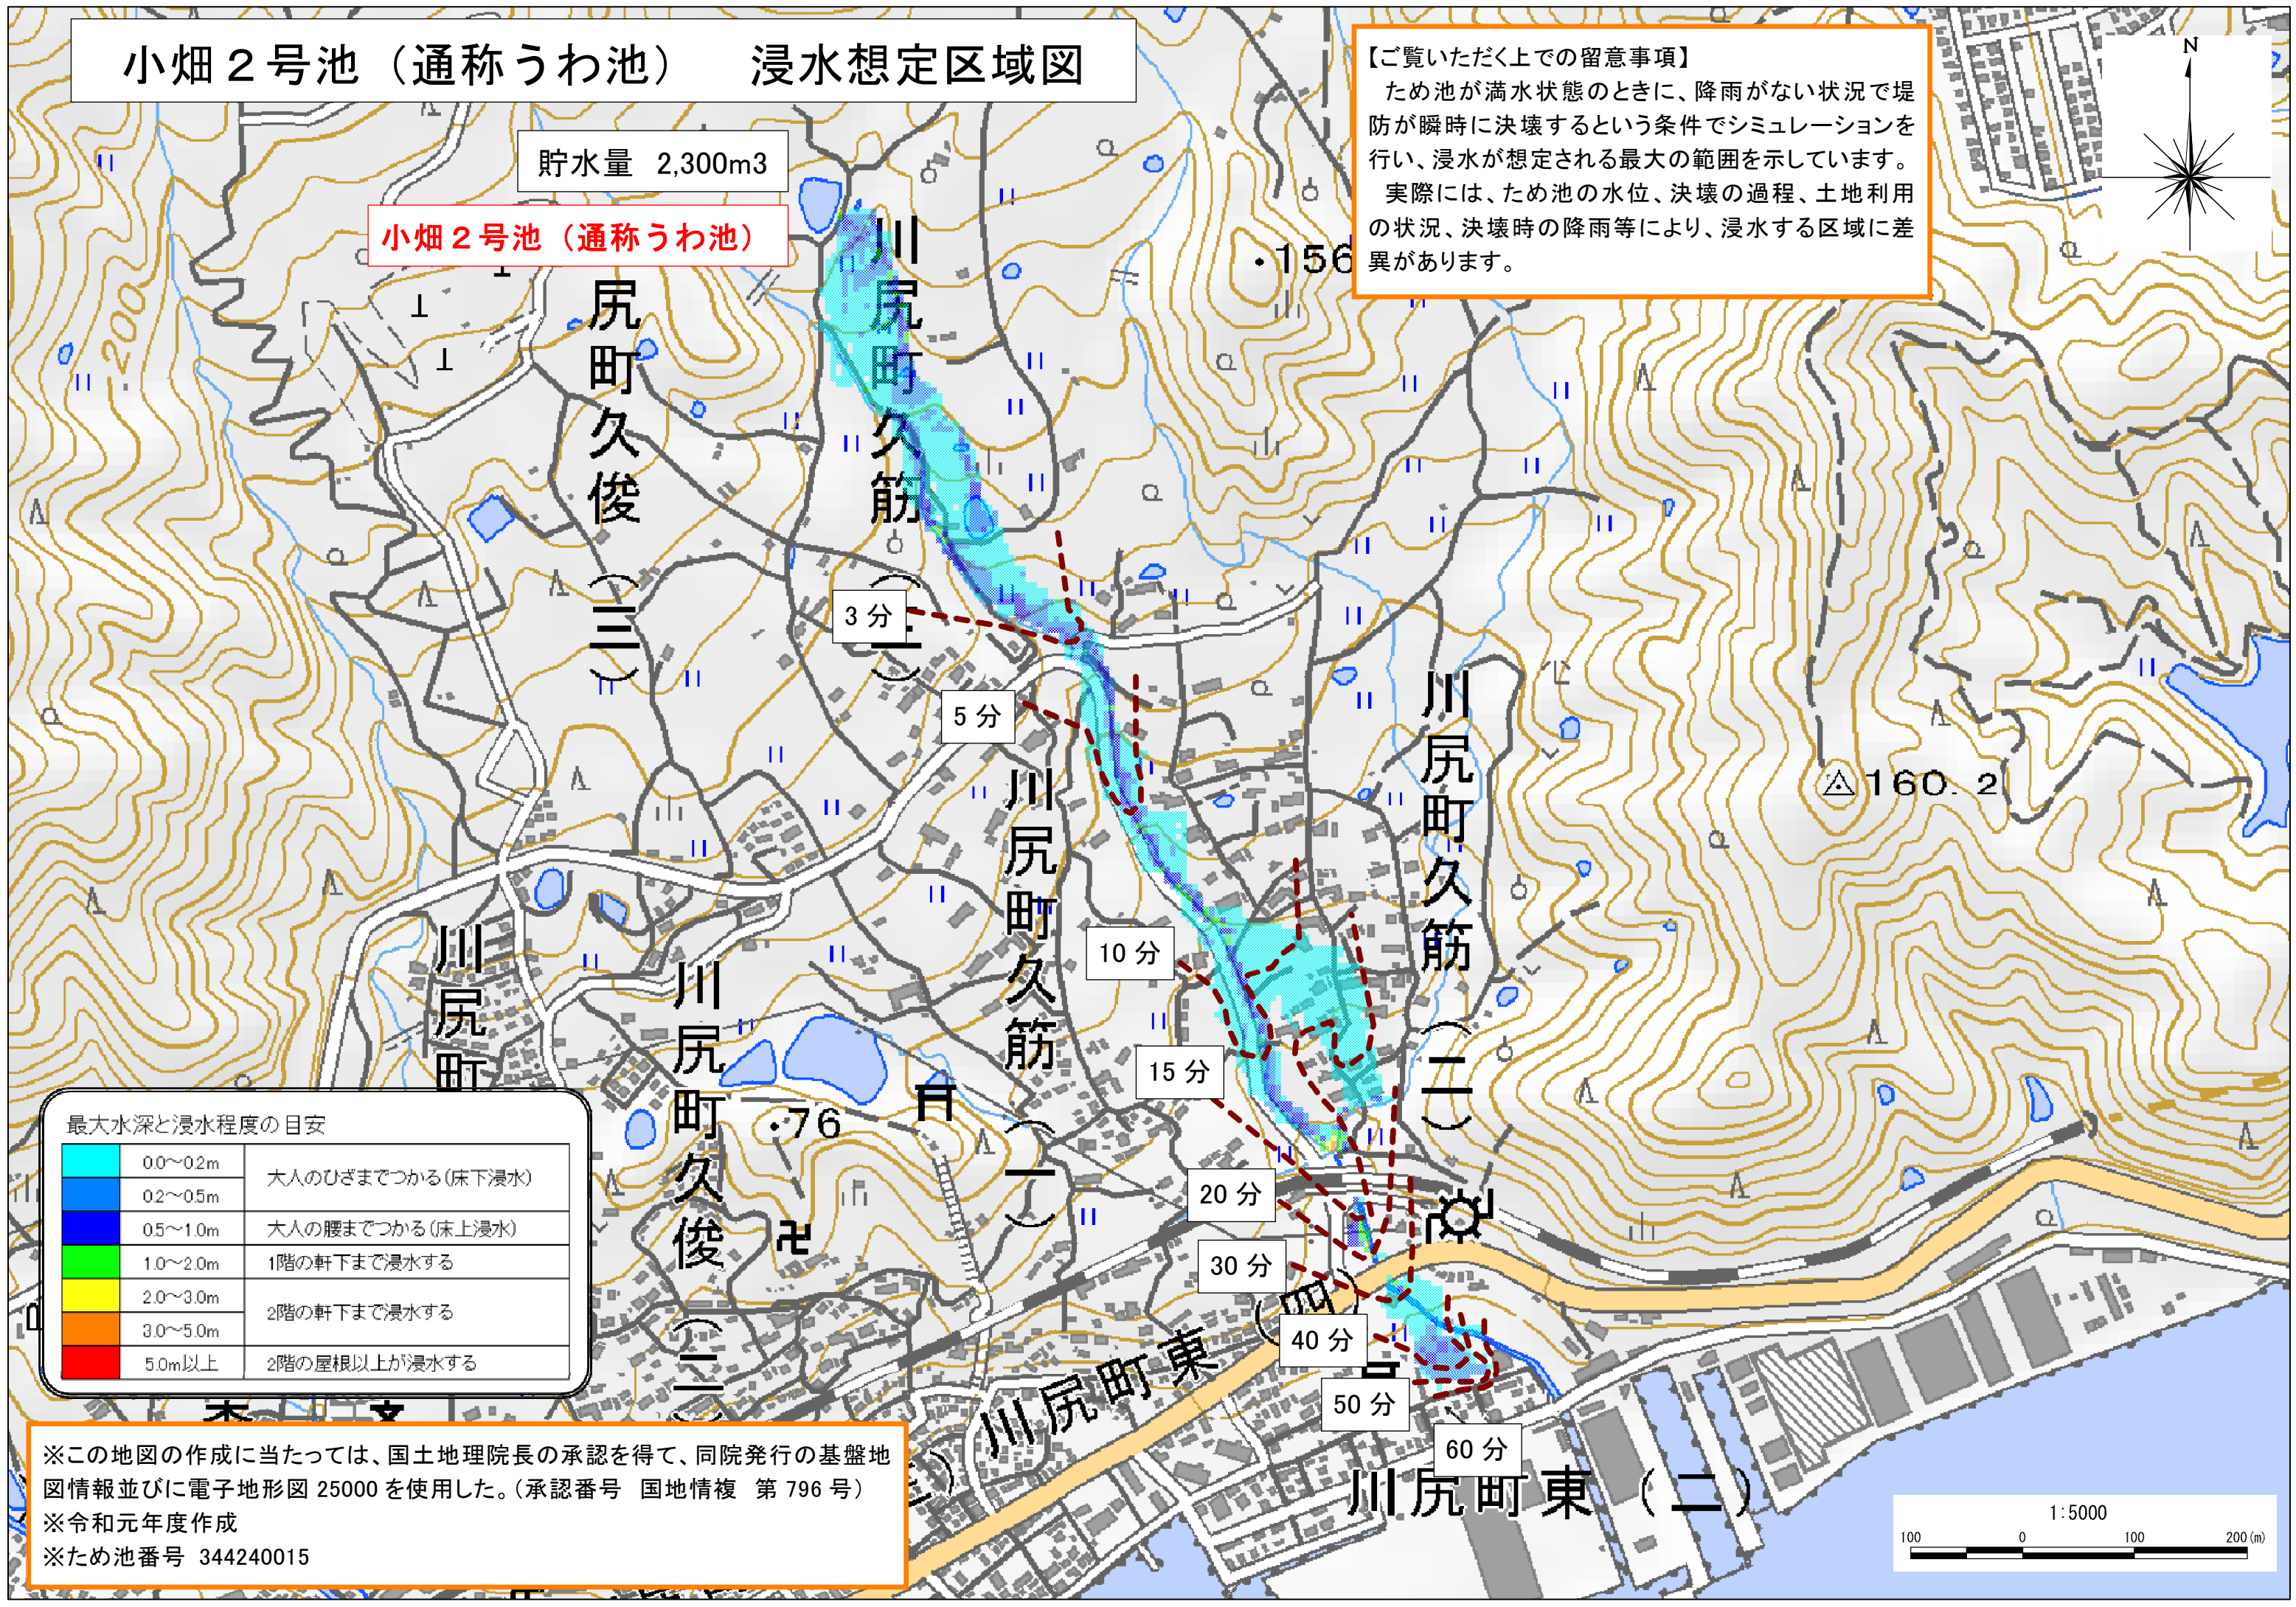 小畑２号池（通称うわ池）　浸水想定区域図
【ご覧いただく上での留意事項】
ため池が満水状態のときに、降雨がない状況で堤
防が瞬時に決壊するという条件でシミュレーションを
行い、浸水が想定される最大の範囲を示しています。
実際には、ため池の水位、決壊の過程、土地利用
の状況、決壊時の降雨等により、浸水する区域に差
異があります。
N
貯水量　2,300m3
小畑２号池（通称うわ池）
200
156
尻町久俊（三）
川尻町久筋（三）
3 分
5 分
川尻町久筋（二）
160.2
川尻町久筋（一）
10 分
川尻町
川尻町久俊（二）
15 分
76
20 分
30 分
（四）
40 分
川尻町東
50 分
60 分
川尻町東（二）
最大水深と浸水程度の目安
0.0～0.2m
大人のひざまでつかる（床下浸水）
0.2～0.5m
0.5～1.0m　大人の腰までつかる（床上浸水）
1.0～2.0m　1階の軒下まで浸水する
2.0～3.0m
2階の軒下まで浸水する
3.0～5.0m
5.0m以上　2階の屋根以上が浸水する
※この地図の作成に当たっては、国土地理院長の承認を得て、同院発行の基盤地
図情報並びに電子地形図 25000 を使用した。（承認番号　国地情複　第 796 号）
※令和元年度作成
※ため池番号 344240015
1:5000
100 0 100 200 (m)